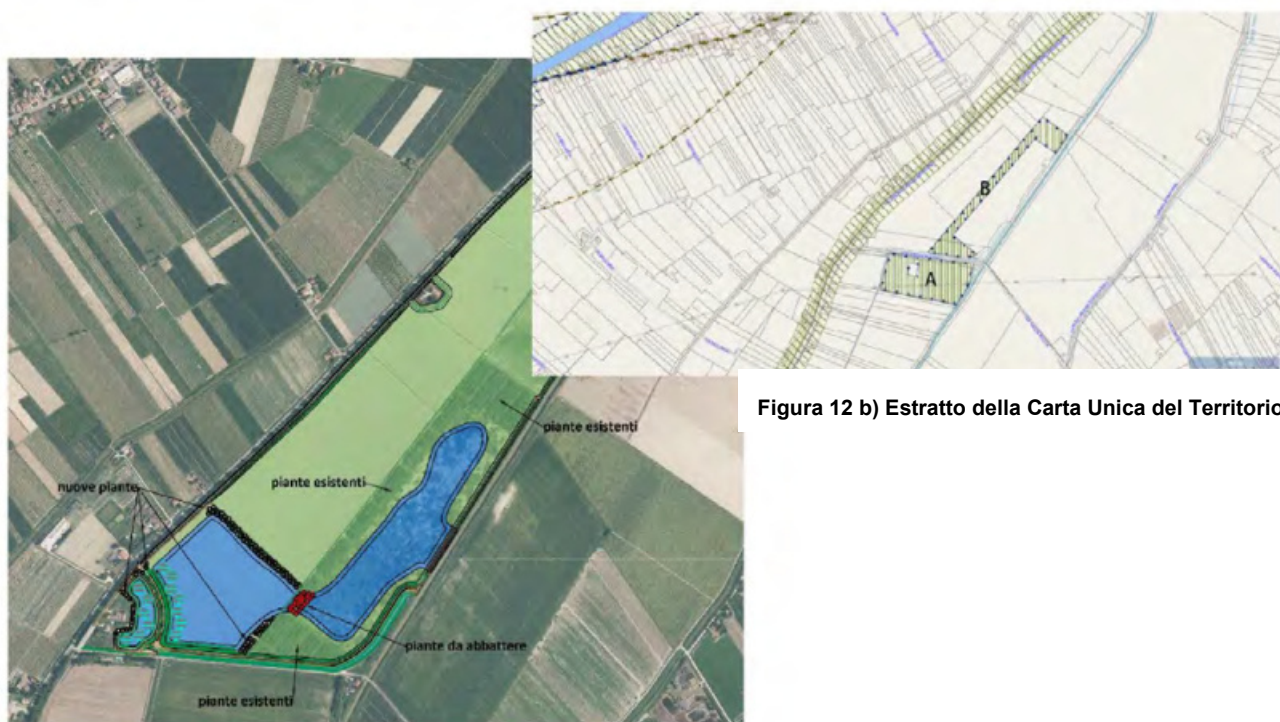 B
A
Figura 12 b) Estratto della Carta Unica del Territorio
piante esistenti
piante esistenti
nuove piante
piante da abbattere
piante esistenti